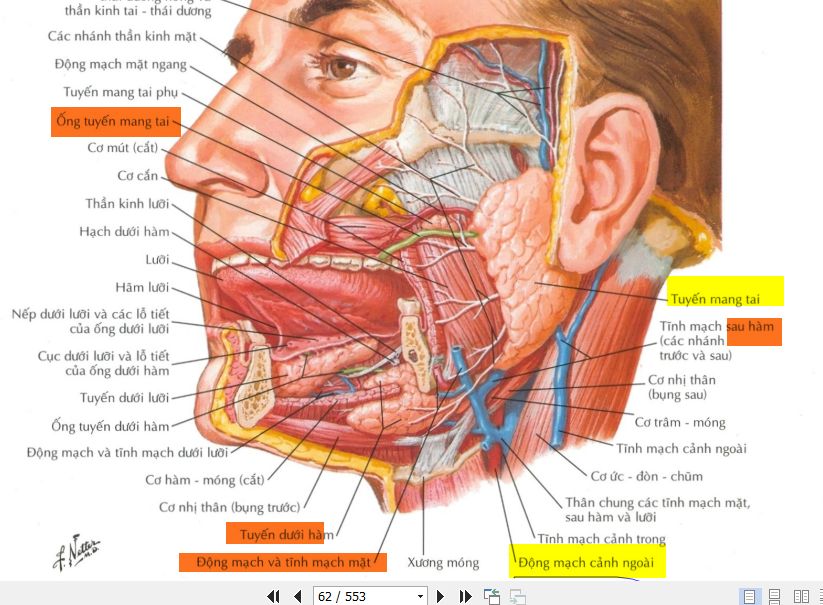 thần kinh tai - thái dương
Các nhánh thần kinh mặt
Động mạch mặt ngang
Tuyến mang tai phụ
Ống tuyến mang tai
Cơ mút (cắt)
Cơ cắn
Thần kinh lưỡi
Hạch dưới hàm
Lưỡi
Hãm lưỡi
Nếp dưới lưỡi và các lỗ tiết
của ống dưới lưỡi
Cục dưới lưỡi và lỗ tiết
của ống dưới hàm
Tuyến dưới lưỡi
Ống tuyến dưới hàm
Động mạch và tĩnh mạch dưới lưỡi
Cơ hàm - móng (cắt)
Cơ nhị thân (bụng trước)
Tuyến dưới hàm
Động mạch và tĩnh mạch mặt
Xương móng
Tuyến mang tai
Tĩnh mạch sau hàm
(các nhánh
trước và sau)
Cơ nhị thân
(bụng sau)
Cơ trâm - móng
Tĩnh mạch cảnh ngoài
Cơ ức - đòn - chũm
Thân chung các tĩnh mạch mặt,
sau hàm và lưỡi
Tĩnh mạch cảnh trong
Động mạch cảnh ngoài
F. Netter
M.D.
62 / 553